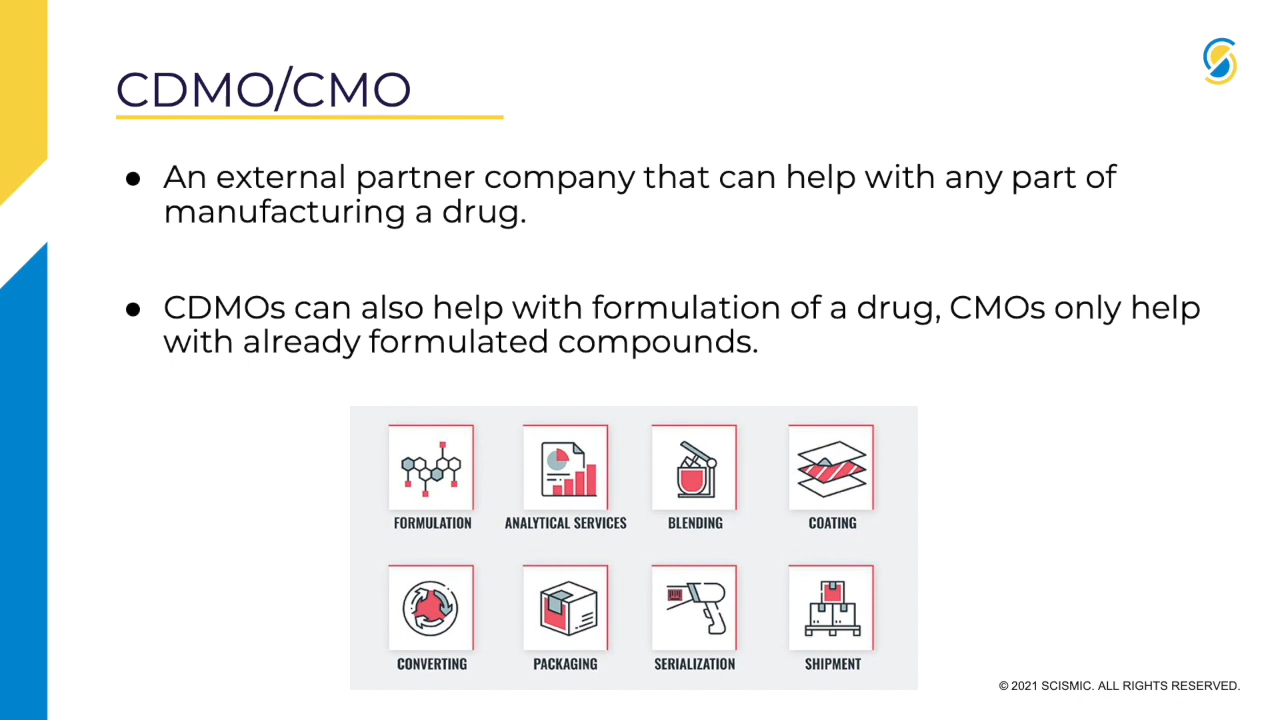 CDMO/CMO
● An external partner company that can help with any part of
manufacturing a drug.
● CDMOs can also help with formulation of a drug, CMOs only help
with already formulated compounds.
FORMULATION ANALYTICAL SERVICES BLENDING COATING
CONVERTING PACKAGING SERIALIZATION SHIPMENT
© 2021 SCISMIC. ALL RIGHTS RESERVED.